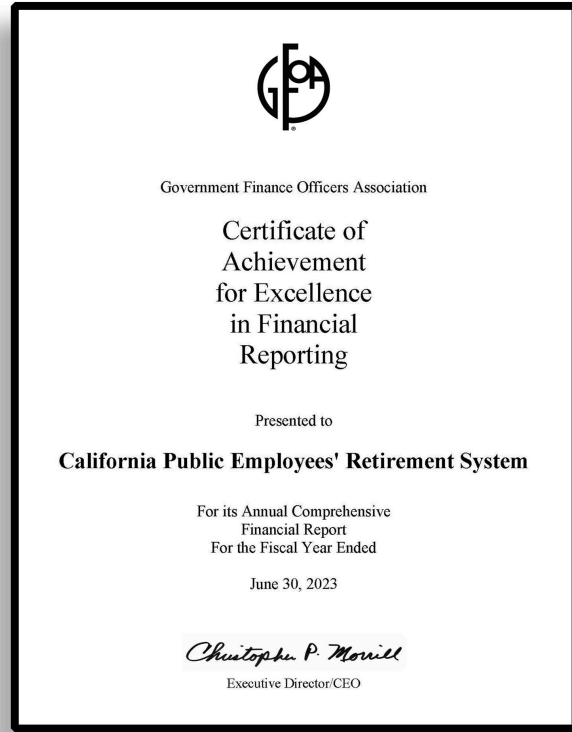 GFOA
Government Finance Officers Association
Certificate of
Achievement
for Excellence
in Financial
Reporting
Presented to
California Public Employees' Retirement System
For its Annual Comprehensive
Financial Report
For the Fiscal Year Ended
June 30, 2023
Christopher P. Morrill
Executive Director/CEO